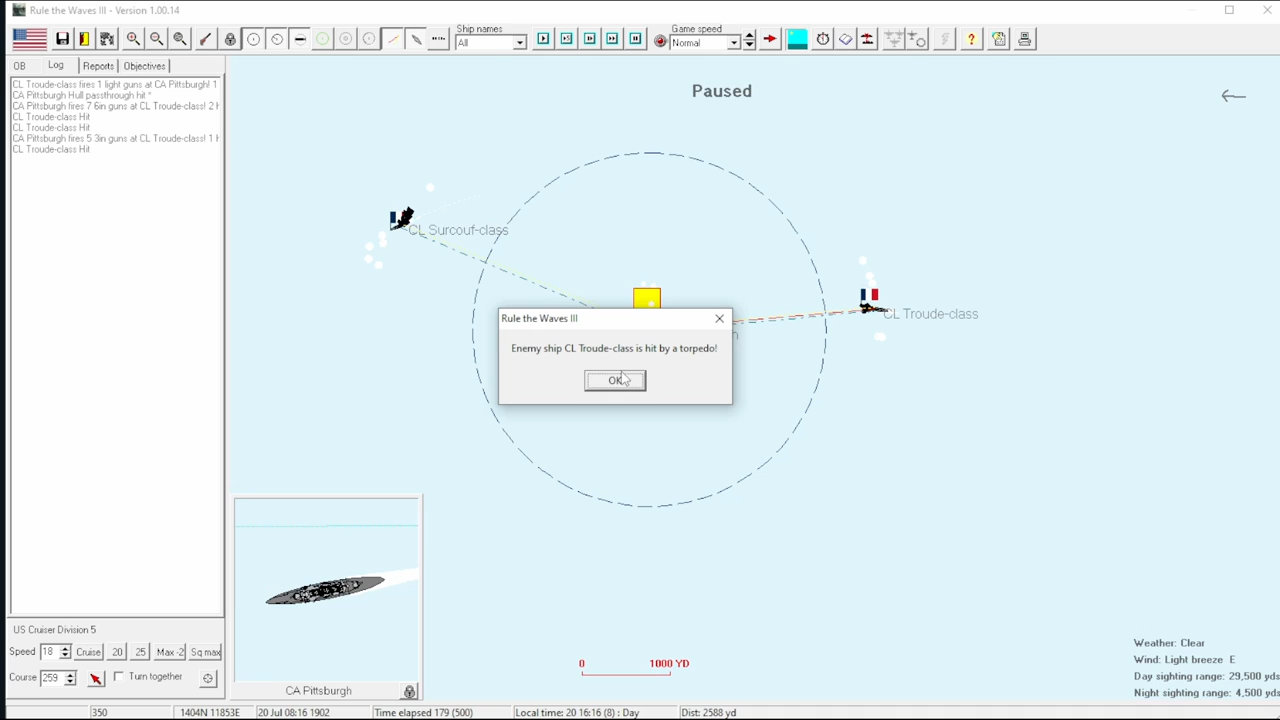 Rule the Waves III - Version 1.00.14
Ship names
All
Game speed
Normal
OB Log Reports Objectives
CL Troude-class fires 1 light guns at CA Pittsburgh! 1
CA Pittsburgh Hull passthrough hit *
CA Pittsburgh fires 7 6in guns at CL Troude-class! 2
CL Troude-class Hit
CL Troude-class Hit
CA Pittsburgh fires 5 3in guns at CL Troude-class! 1
CL Troude-class Hit
Paused
CL Surcouf-class
CL Troude-class
Rule the Waves III
Enemy ship CL Troude-class is hit by a torpedo!
OK
US Cruiser Division 5
Speed 18 Cruise 20 25 Max -2 Sq max
Course 259 Turn together
CA Pittsburgh
0 1000 YD
Weather: Clear
Wind: Light breeze E
Day sighting range: 29,500 yds
Night sighting range: 4,500 yds
350 1404N 11853E 20 Jul 08:16 1902 Time elapsed 179 (500) Local time: 20 16:16 (8) : Day Dist: 2588 yd